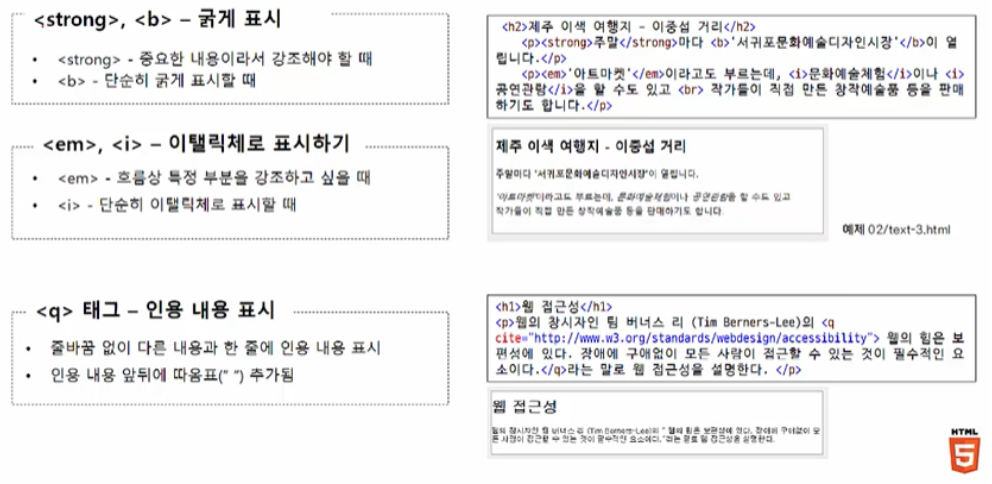 <strong>, <b> – 굵게 표시
• <strong> - 중요한 내용이라서 강조해야 할 때
• <b> - 단순히 굵게 표시할 때
<em>, <i> – 이탤릭체로 표시하기
• <em> - 흐름상 특정 부분을 강조하고 싶을 때
• <i> - 단순히 이탤릭체로 표시할 때
<h2>제주 이색 여행지 - 이중섭 거리</h2>
<p><strong>주말</strong>마다 <b>'서귀포문화예술디자인시장'</b>이 열
립니다.</p>
<p><em>'아트마켓'</em>이라고도 부르는데, <i>문화예술체험</i>이나 <i>
공연관람</i>을 할 수도 있고 <br> 작가들이 직접 만든 창작예술품 등을 판매
하기도 합니다.</p>
제주 이색 여행지 - 이중섭 거리
주말마다 '서귀포문화예술디자인시장'이 열립니다.
'아트마켓'이라고도 부르는데, 문화예술체험이나 공연관람을 할 수도 있고
작가들이 직접 만든 창작예술품 등을 판매하기도 합니다.
예제 02/text-3.html
<q> 태그 – 인용 내용 표시
• 줄바꿈 없이 다른 내용과 한 줄에 인용 내용 표시
• 인용 내용 앞뒤에 따옴표(“ ”) 추가됨
<h1>웹 접근성</h1>
<p>웹의 창시자인 팀 버너스 리 (Tim Berners-Lee)의 <q
cite="http://www.w3.org/standards/webdesign/accessibility"> 웹의 힘은 보
편성에 있다. 장애에 구애없이 모든 사람이 접근할 수 있는 것이 필수적인 요
소이다.</q>라는 말로 웹 접근성을 설명한다. </p>
웹 접근성
웹의 창시자인 팀 버너스 리 (Tim Berners-Lee)의 " 웹의 힘은 보편성에 있다. 장애에 구애없이 모
든 사람이 접근할 수 있는 것이 필수적인 요소이다."라는 말로 웹 접근성을 설명한다.
HTML
5